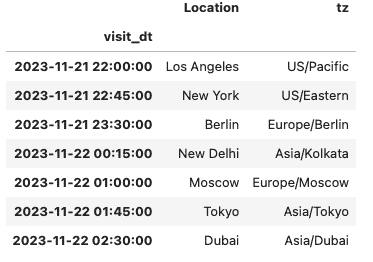 Location tz
visit_dt
2023-11-21 22:00:00 Los Angeles US/Pacific
2023-11-21 22:45:00 New York US/Eastern
2023-11-21 23:30:00 Berlin Europe/Berlin
2023-11-22 00:15:00 New Delhi Asia/Kolkata
2023-11-22 01:00:00 Moscow Europe/Moscow
2023-11-22 01:45:00 Tokyo Asia/Tokyo
2023-11-22 02:30:00 Dubai Asia/Dubai